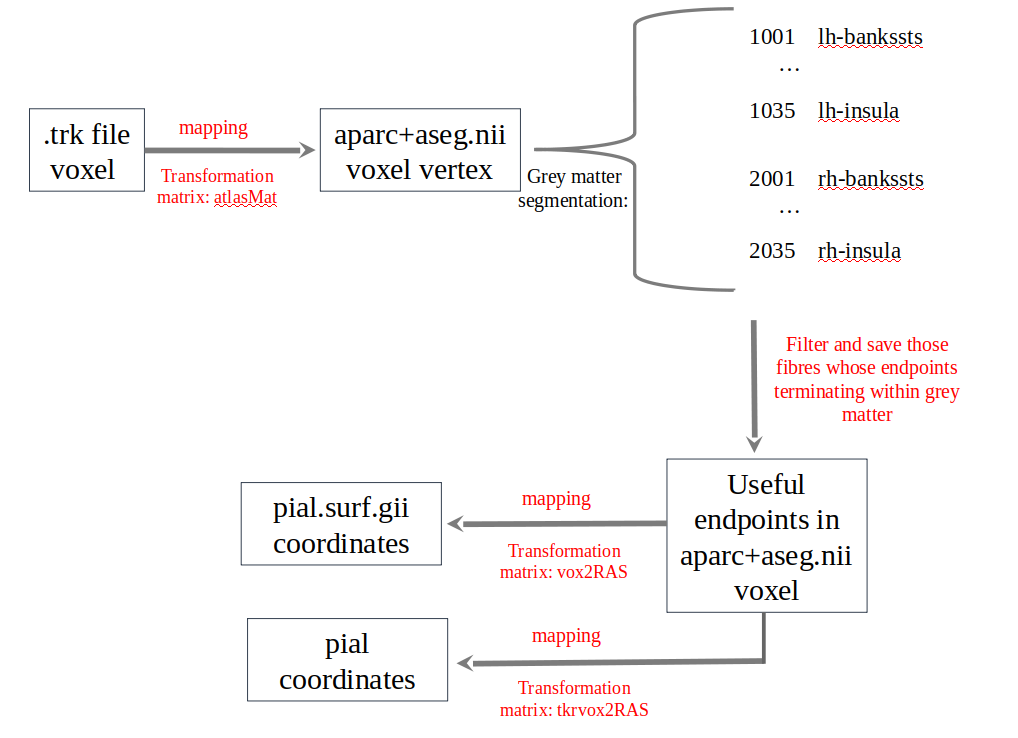 .trk file
voxel
mapping
Transformation
matrix: atlasMat
aparc+aseg.nii
voxel vertex
Grey matter
segmentation:
1001 lh-bankssts
...
1035 lh-insula
2001 rh-bankssts
...
2035 rh-insula
Filter and save those
fibres whose endpoints
terminating within grey
matter
Useful
endpoints in
aparc+aseg.nii
voxel
mapping
Transformation
matrix: vox2RAS
pial.surf.gii
coordinates
mapping
Transformation
matrix: tkrvox2RAS
pial
coordinates